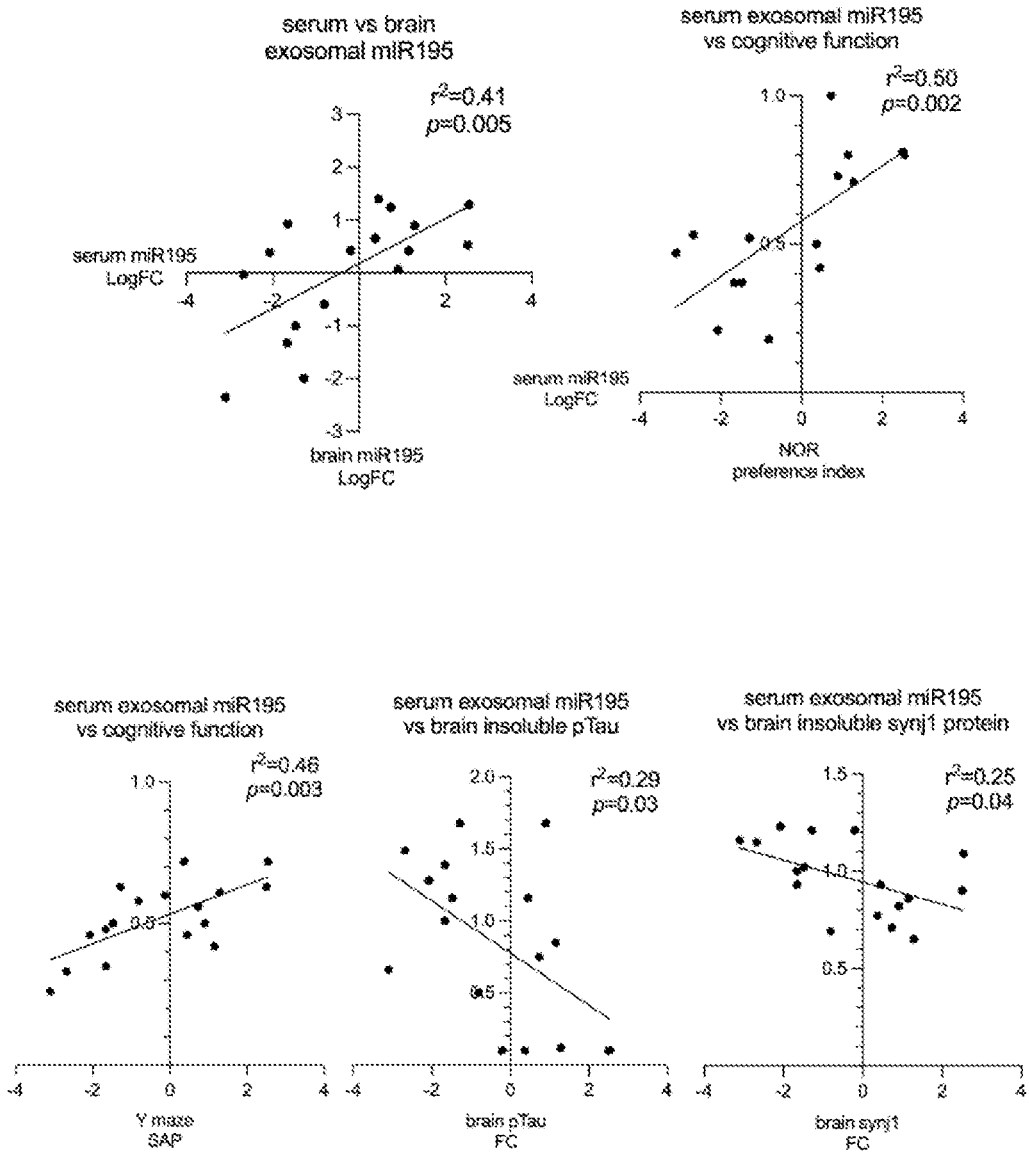 serum vs brain
exosomal miR195
r²=0.41
p=0.005
3
2
1
serum miR195
LogFC
-4
-2
2
4
-1
-2
-3
brain miR195
LogFC
serum exosomal miR195
vs cognitive function
r²=0.50
p=0.002
1.0
0.5
serum miR195
LogFC
-4
-2
0
2
4
NOR
preference index
serum exosomal miR195
vs cognitive function
r²=0.46
p=0.003
1.0
0.5
-4
-2
0
2
4
Y maze
SAP
serum exosomal miR195
vs brain insoluble pTau
r²=0.29
p=0.03
2.0
1.5
1.0
0.5
-4
-2
0
2
4
brain pTau
FC
serum exosomal miR195
vs brain insoluble synj1 protein
r²=0.25
p=0.04
1.5
1.0
0.5
-4
-2
0
2
4
brain synj1
FC